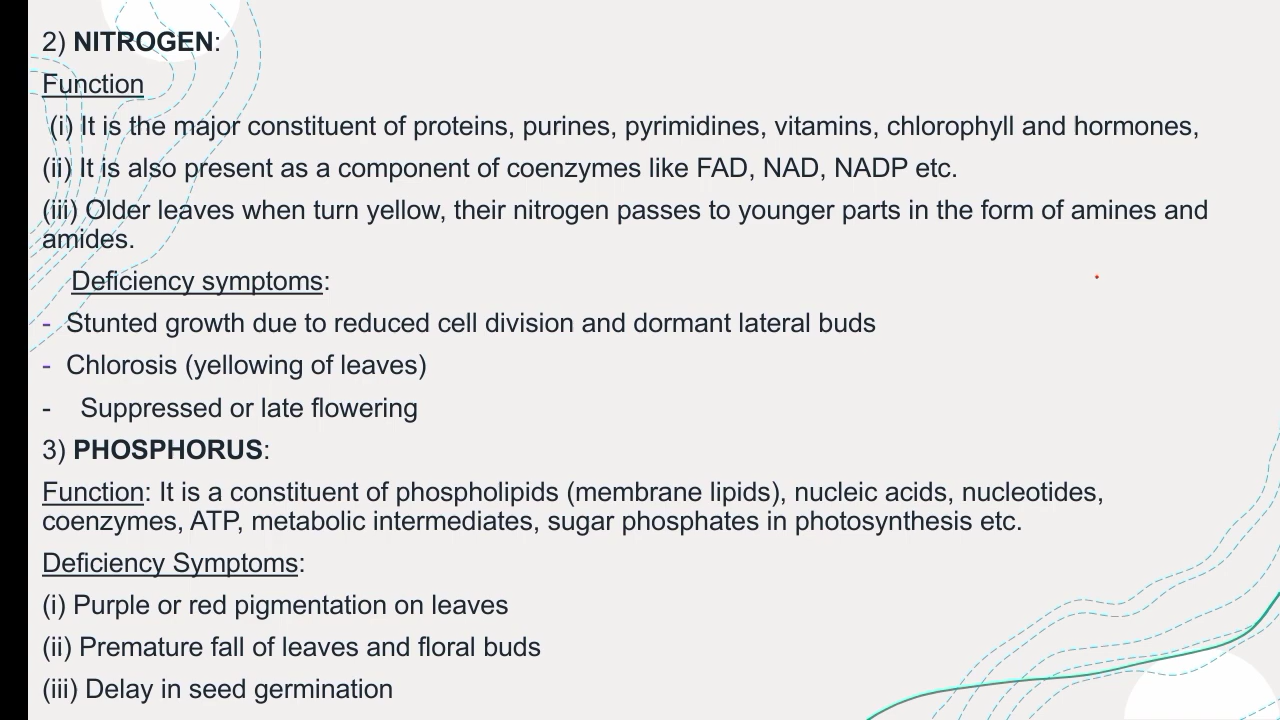 2) NITROGEN:
Function
(i) It is the major constituent of proteins, purines, pyrimidines, vitamins, chlorophyll and hormones,
(ii) It is also present as a component of coenzymes like FAD, NAD, NADP etc.
(iii) Older leaves when turn yellow, their nitrogen passes to younger parts in the form of amines and
amides.
Deficiency symptoms:
- Stunted growth due to reduced cell division and dormant lateral buds
- Chlorosis (yellowing of leaves)
- Suppressed or late flowering
3) PHOSPHORUS:
Function: It is a constituent of phospholipids (membrane lipids), nucleic acids, nucleotides,
coenzymes, ATP, metabolic intermediates, sugar phosphates in photosynthesis etc.
Deficiency Symptoms:
(i) Purple or red pigmentation on leaves
(ii) Premature fall of leaves and floral buds
(iii) Delay in seed germination